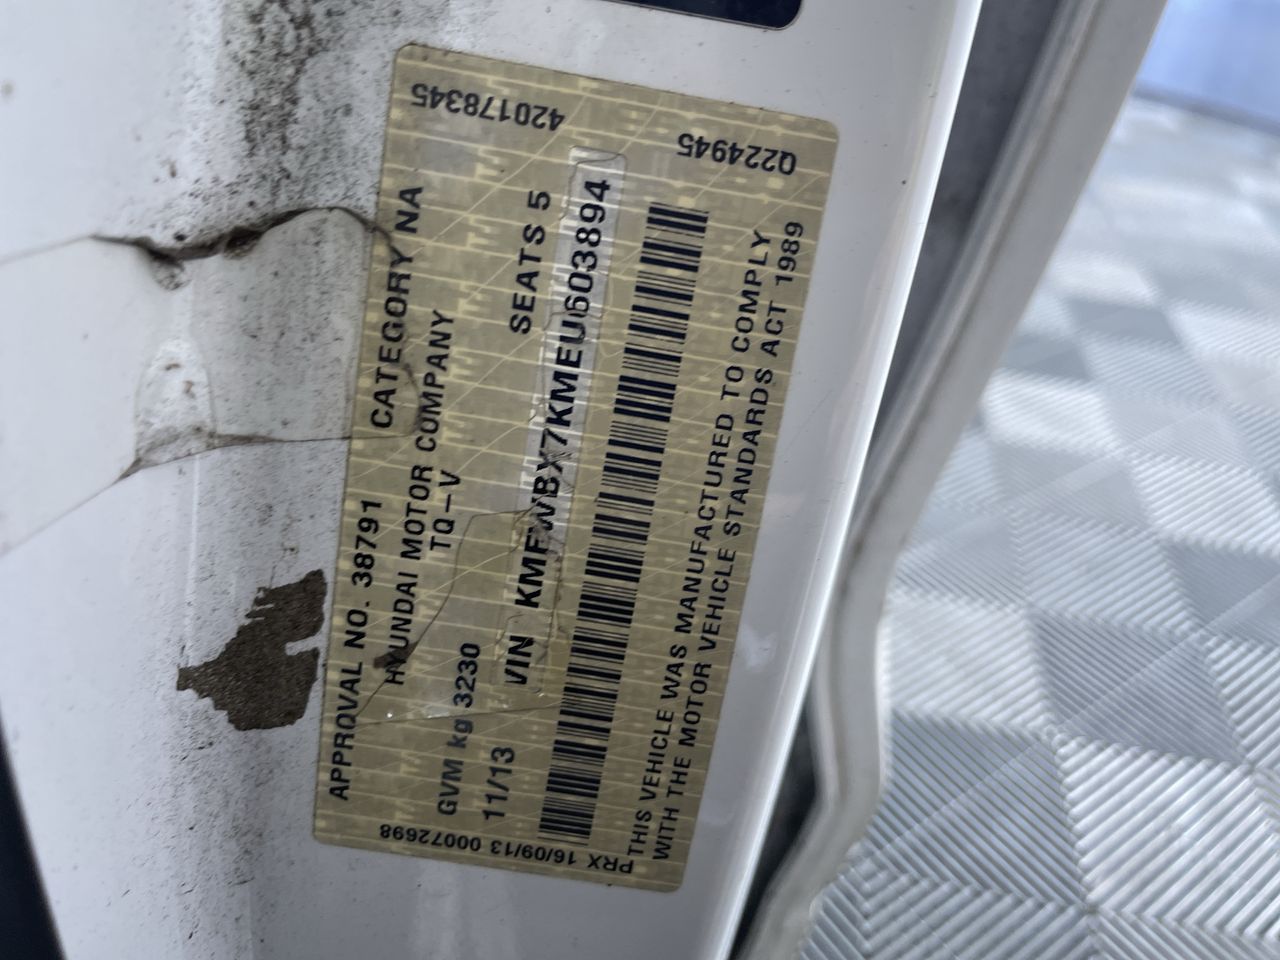 APPROVAL NO. 38791 CATEGORY NA
HYUNDAI MOTOR COMPANY
TQ-V
GVM kg 3230
11/13 SEATS 5
VIN KMFWBX7KMEU603894
THIS VEHICLE WAS MANUFACTURED TO COMPLY
WITH THE MOTOR VEHICLE STANDARDS ACT 1989
420178345
Q224945
PRX 16/09/13 00072698